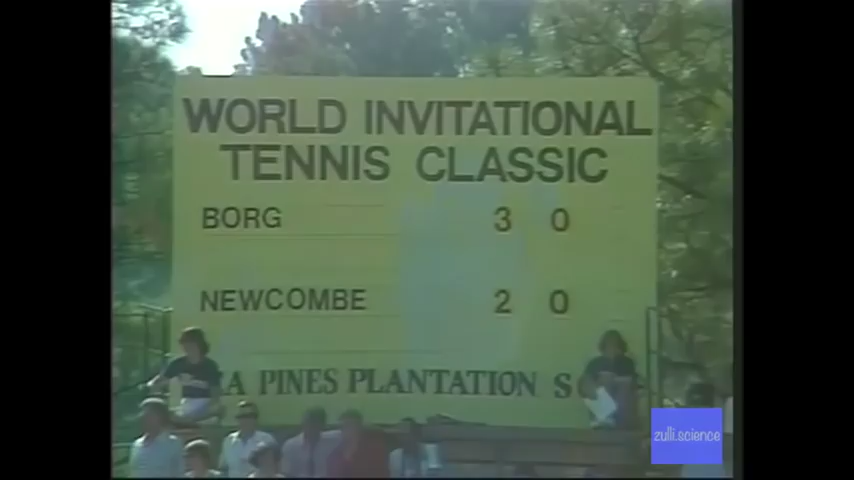 WORLD INVITATIONAL
TENNIS CLASSIC
BORG 3 0
NEWCOMBE 2 0
PINES PLANTATION
zulli.science